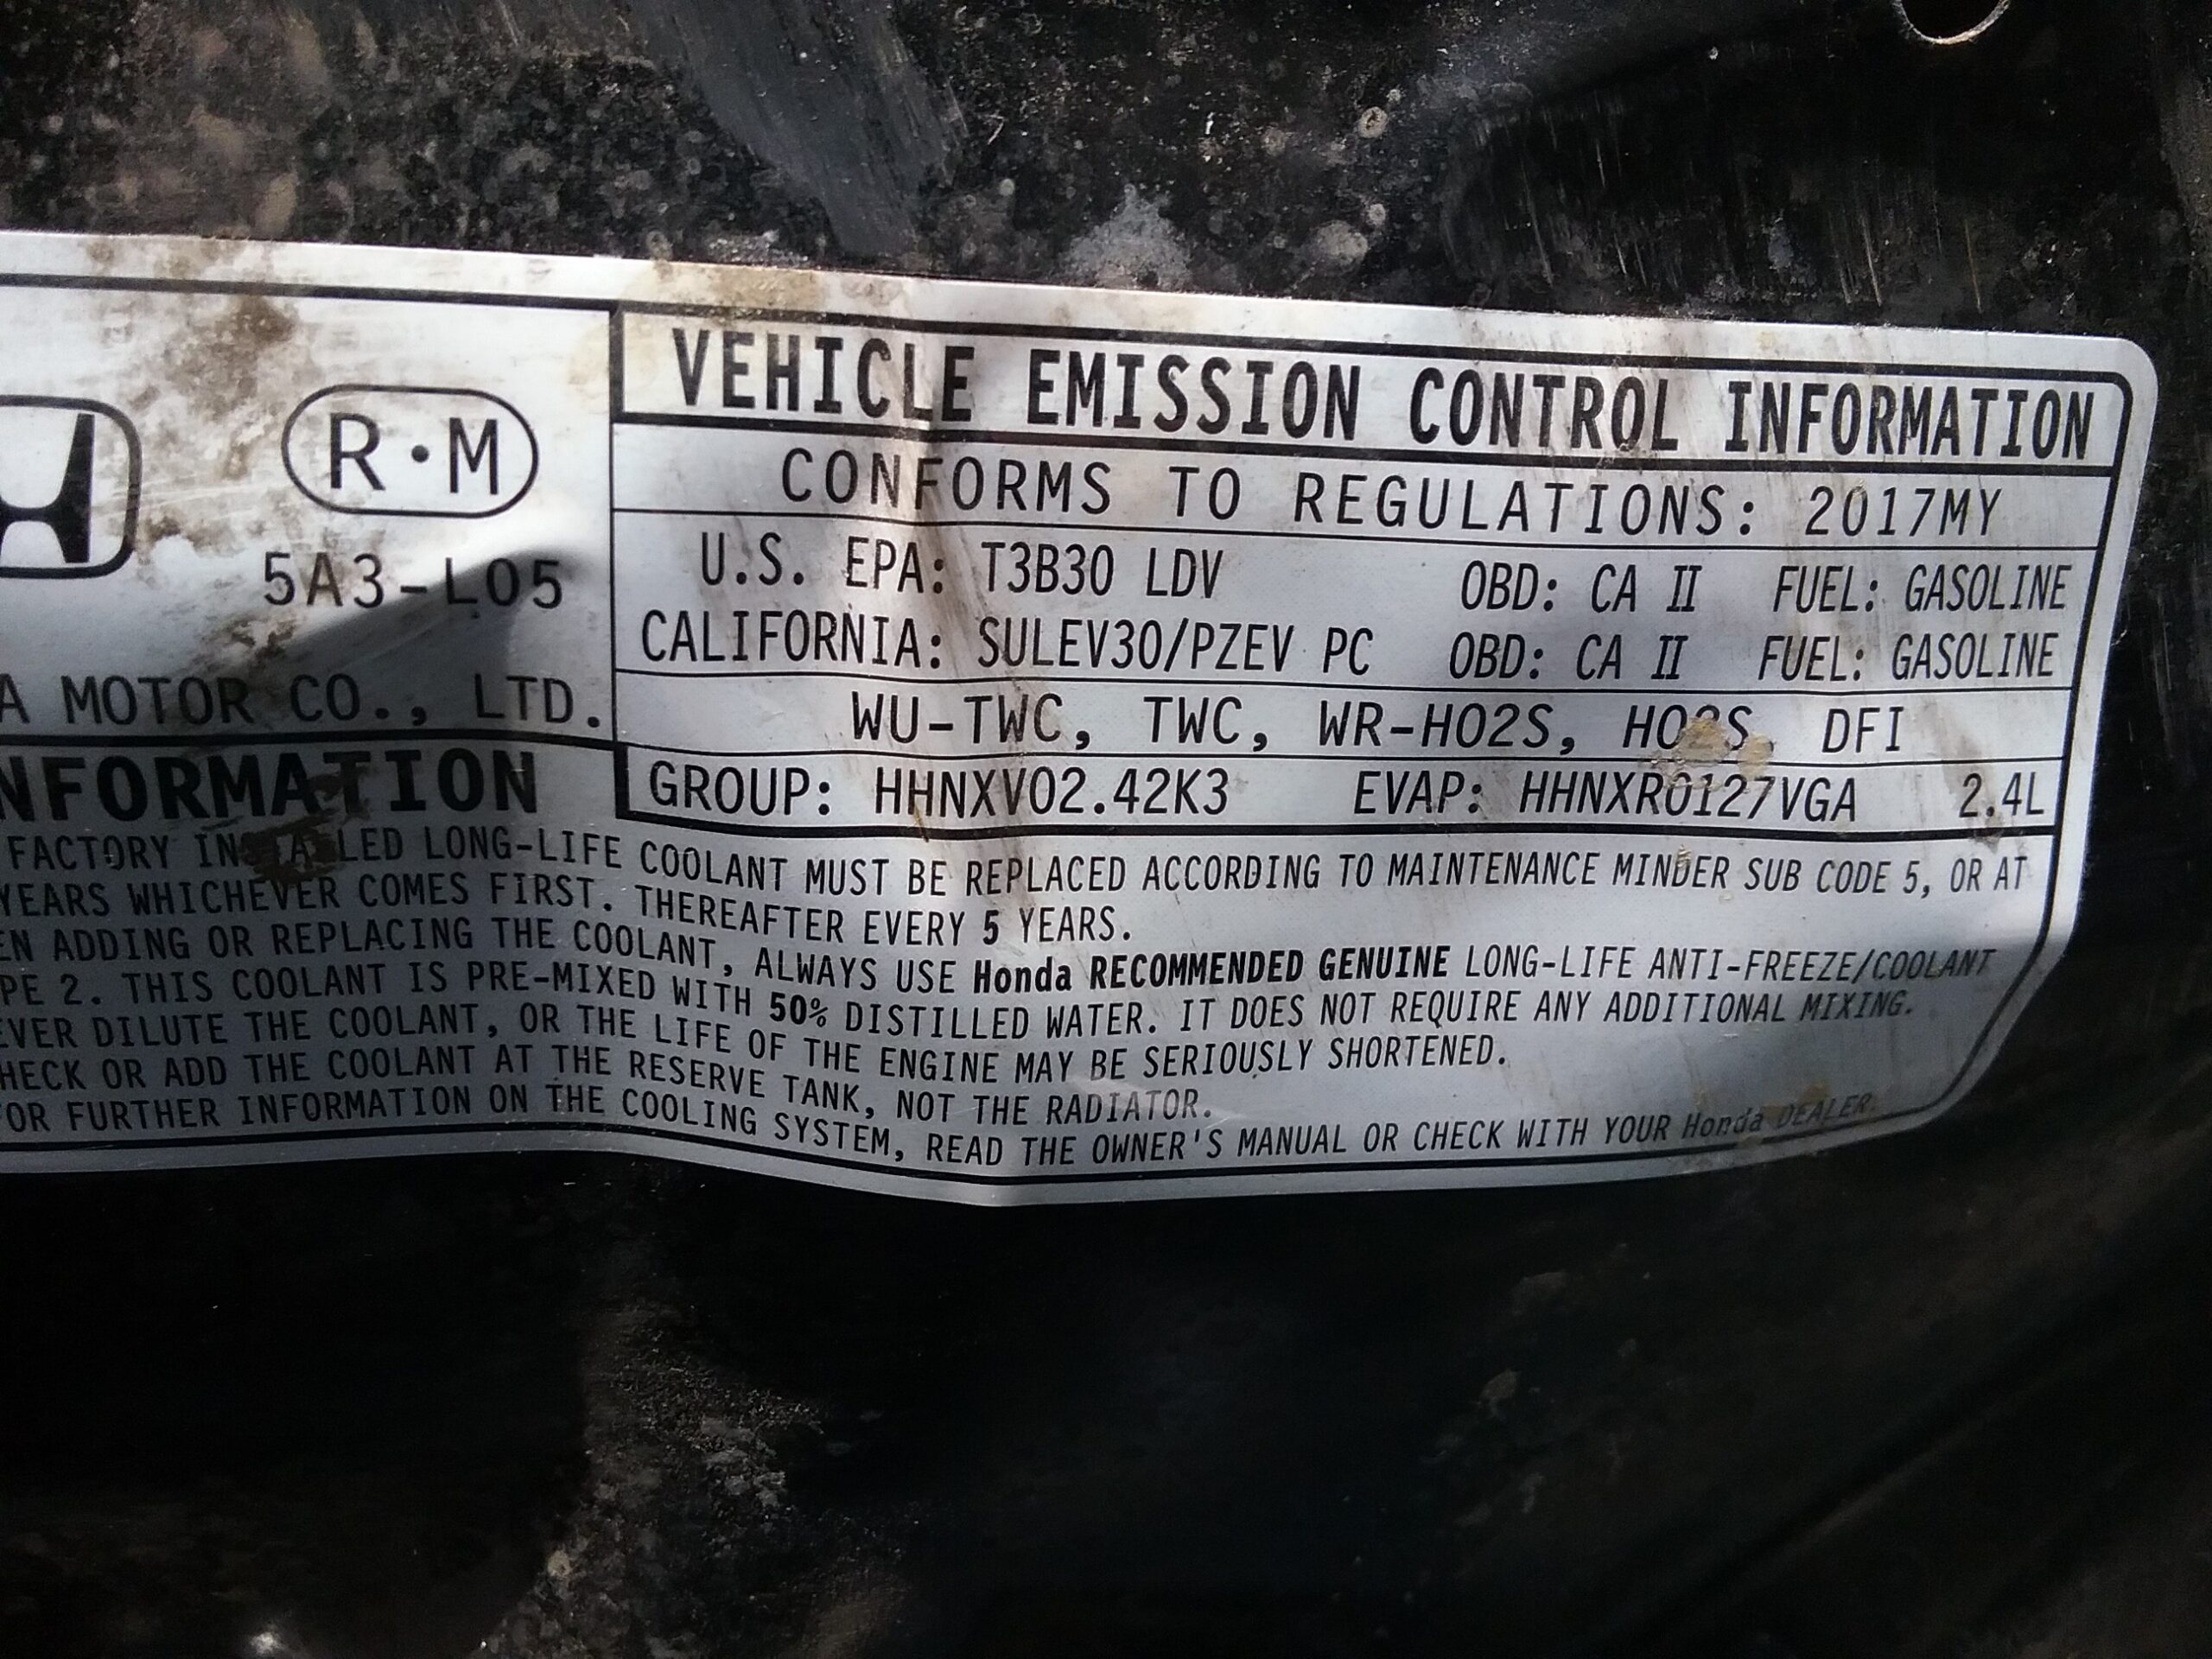 VEHICLE EMISSION CONTROL INFORMATION
R·M
CONFORMS TO REGULATIONS: 2017MY
5A3-L05
U.S. EPA: T3B30 LDV OBD: CA II FUEL: GASOLINE
CALIFORNIA: SULEV30/PZEV PC OBD: CA II FUEL: GASOLINE
A MOTOR CO., LTD.
WU-TWC, TWC, WR-HO2S, HO2S, DFI
NFORMATION
GROUP: HHNXV02.42K3 EVAP: HHNXR0127VGA 2.4L
FACTORY INSTALLED LONG-LIFE COOLANT MUST BE REPLACED ACCORDING TO MAINTENANCE MINDER SUB CODE 5, OR AT
YEARS WHICHEVER COMES FIRST. THEREAFTER EVERY 5 YEARS.
EN ADDING OR REPLACING THE COOLANT, ALWAYS USE Honda RECOMMENDED GENUINE LONG-LIFE ANTI-FREEZE/COOLANT
PE 2. THIS COOLANT IS PRE-MIXED WITH 50% DISTILLED WATER. IT DOES NOT REQUIRE ANY ADDITIONAL MIXING.
EVER DILUTE THE COOLANT, OR THE LIFE OF THE ENGINE MAY BE SERIOUSLY SHORTENED.
HECK OR ADD THE COOLANT AT THE RESERVE TANK, NOT THE RADIATOR.
FOR FURTHER INFORMATION ON THE COOLING SYSTEM, READ THE OWNER'S MANUAL OR CHECK WITH YOUR Honda DEALER.